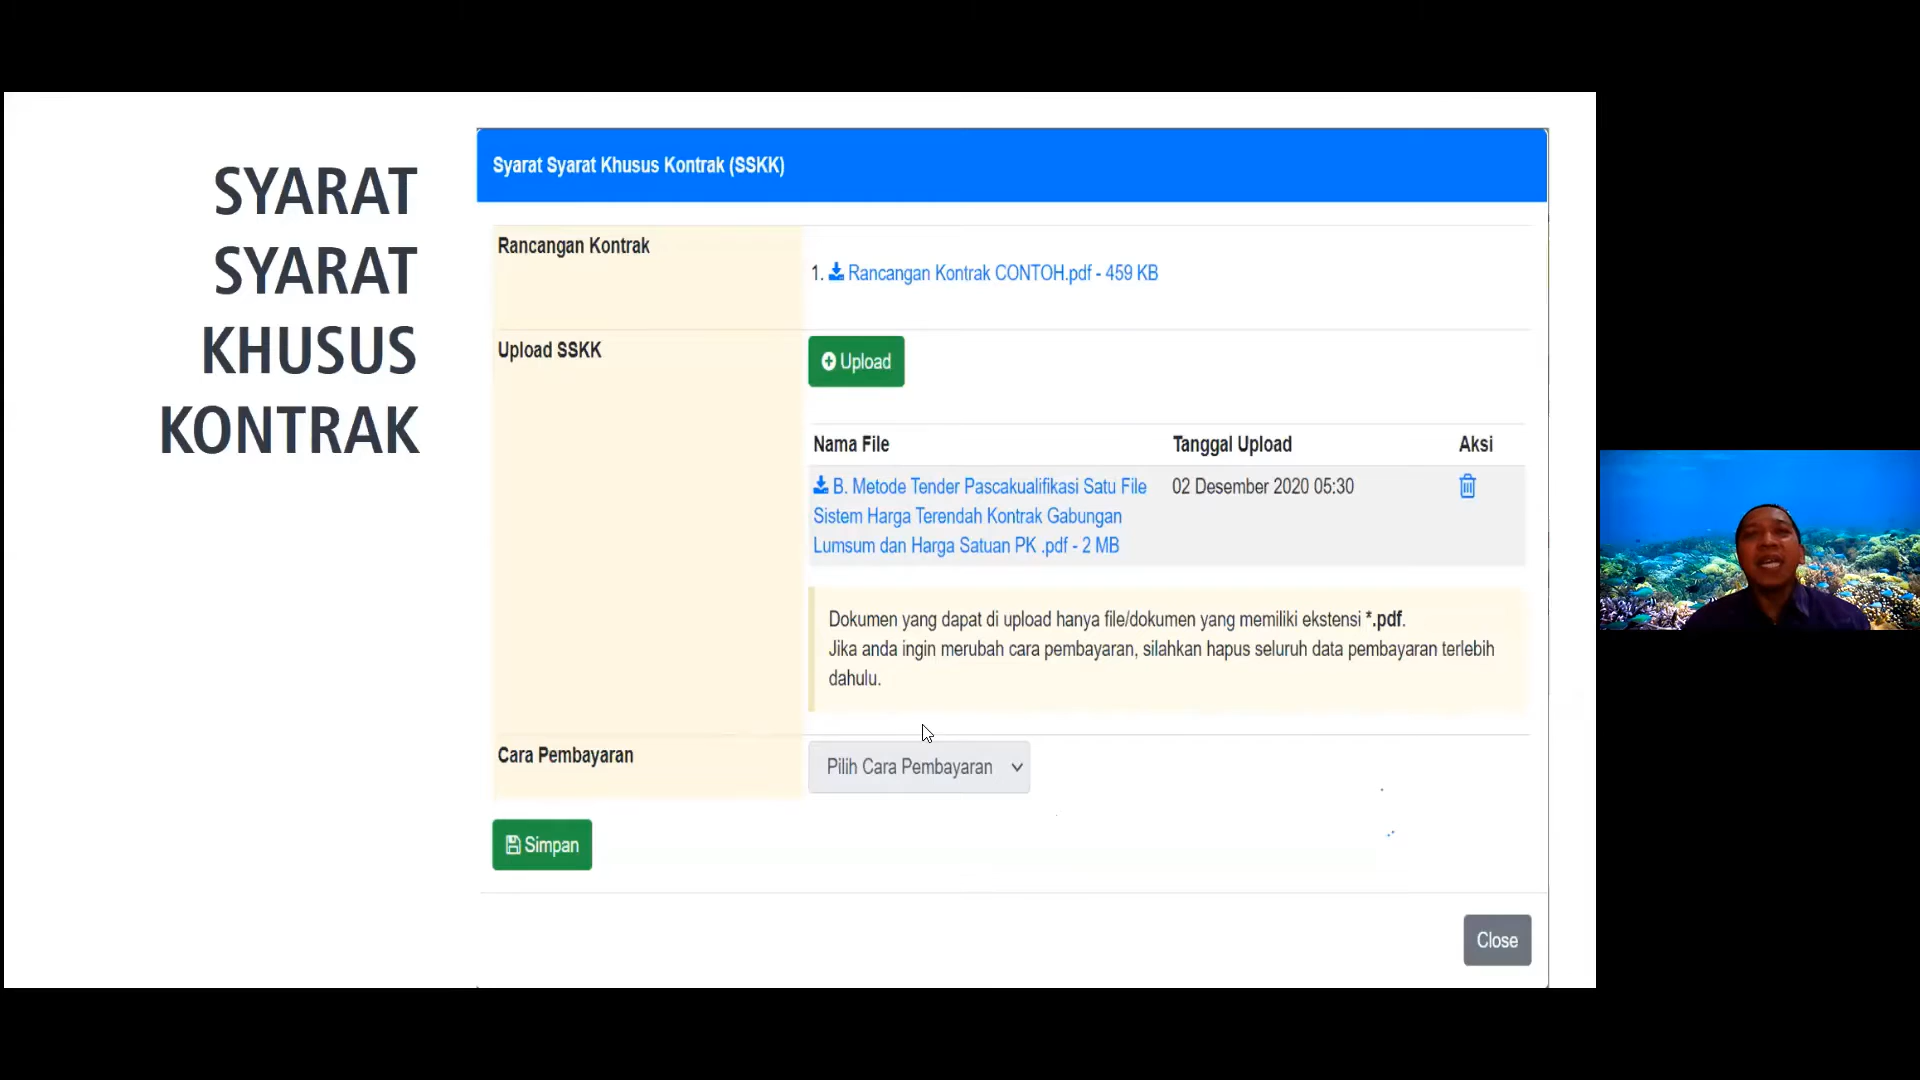 SYARAT
SYARAT
KHUSUS
KONTRAK
Syarat Syarat Khusus Kontrak (SSKK)
Rancangan Kontrak
1. Rancangan Kontrak CONTOH.pdf - 459 KB
Upload SSKK
Upload
Nama File Tanggal Upload Aksi
B. Metode Tender Pascakualifikasi Satu File 02 Desember 2020 05:30
Sistem Harga Terendah Kontrak Gabungan
Lumsum dan Harga Satuan PK .pdf - 2 MB
Dokumen yang dapat di upload hanya file/dokumen yang memiliki ekstensi *.pdf.
Jika anda ingin merubah cara pembayaran, silahkan hapus seluruh data pembayaran terlebih
dahulu.
Cara Pembayaran
Pilih Cara Pembayaran
Simpan
Close